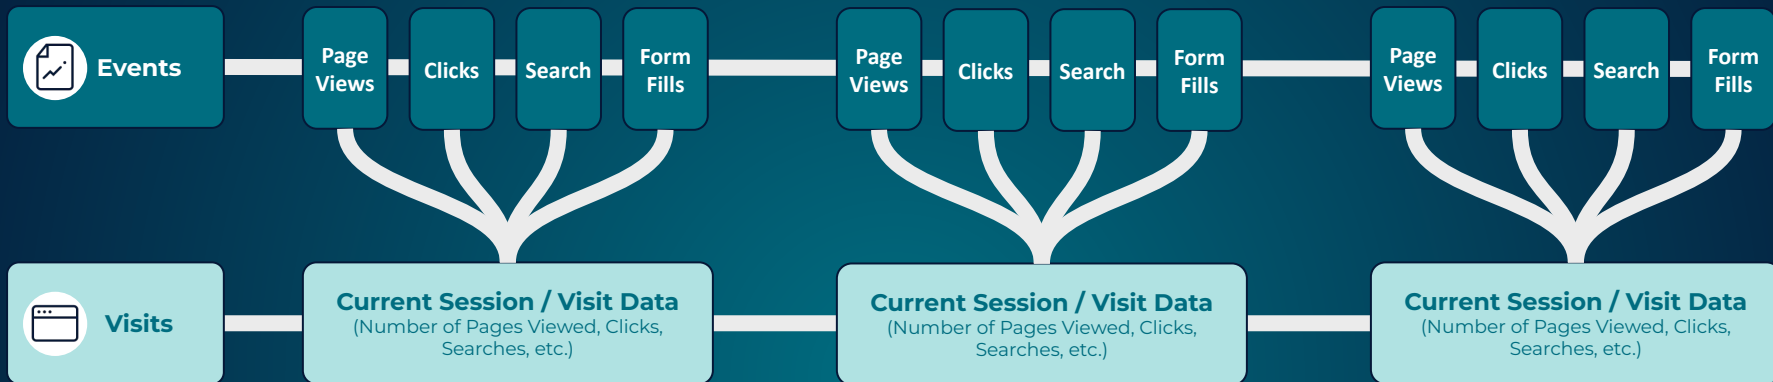 Events
Page
Views
Clicks
Search
Form
Fills
Page
Views
Clicks
Search
Form
Fills
Page
Views
Clicks
Search
Form
Fills
Visits
Current Session / Visit Data
(Number of Pages Viewed, Clicks,
Searches, etc.)
Current Session / Visit Data
(Number of Pages Viewed, Clicks,
Searches, etc.)
Current Session / Visit Data
(Number of Pages Viewed, Clicks,
Searches, etc.)